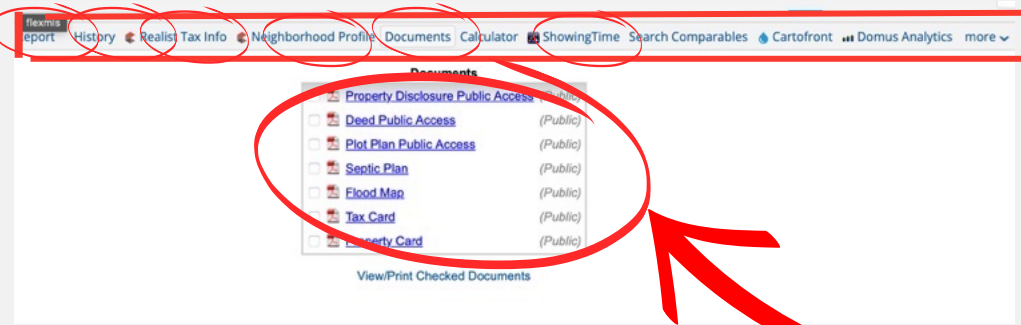 flexmls
eport History Realist Tax Info Neighborhood Profile Documents Calculator ShowingTime Search Comparables Cartofront Domus Analytics more
Documents
Property Disclosure Public Access (Public)
Deed Public Access (Public)
Plot Plan Public Access (Public)
Septic Plan (Public)
Flood Map (Public)
Tax Card (Public)
Property Card (Public)
View/Print Checked Documents